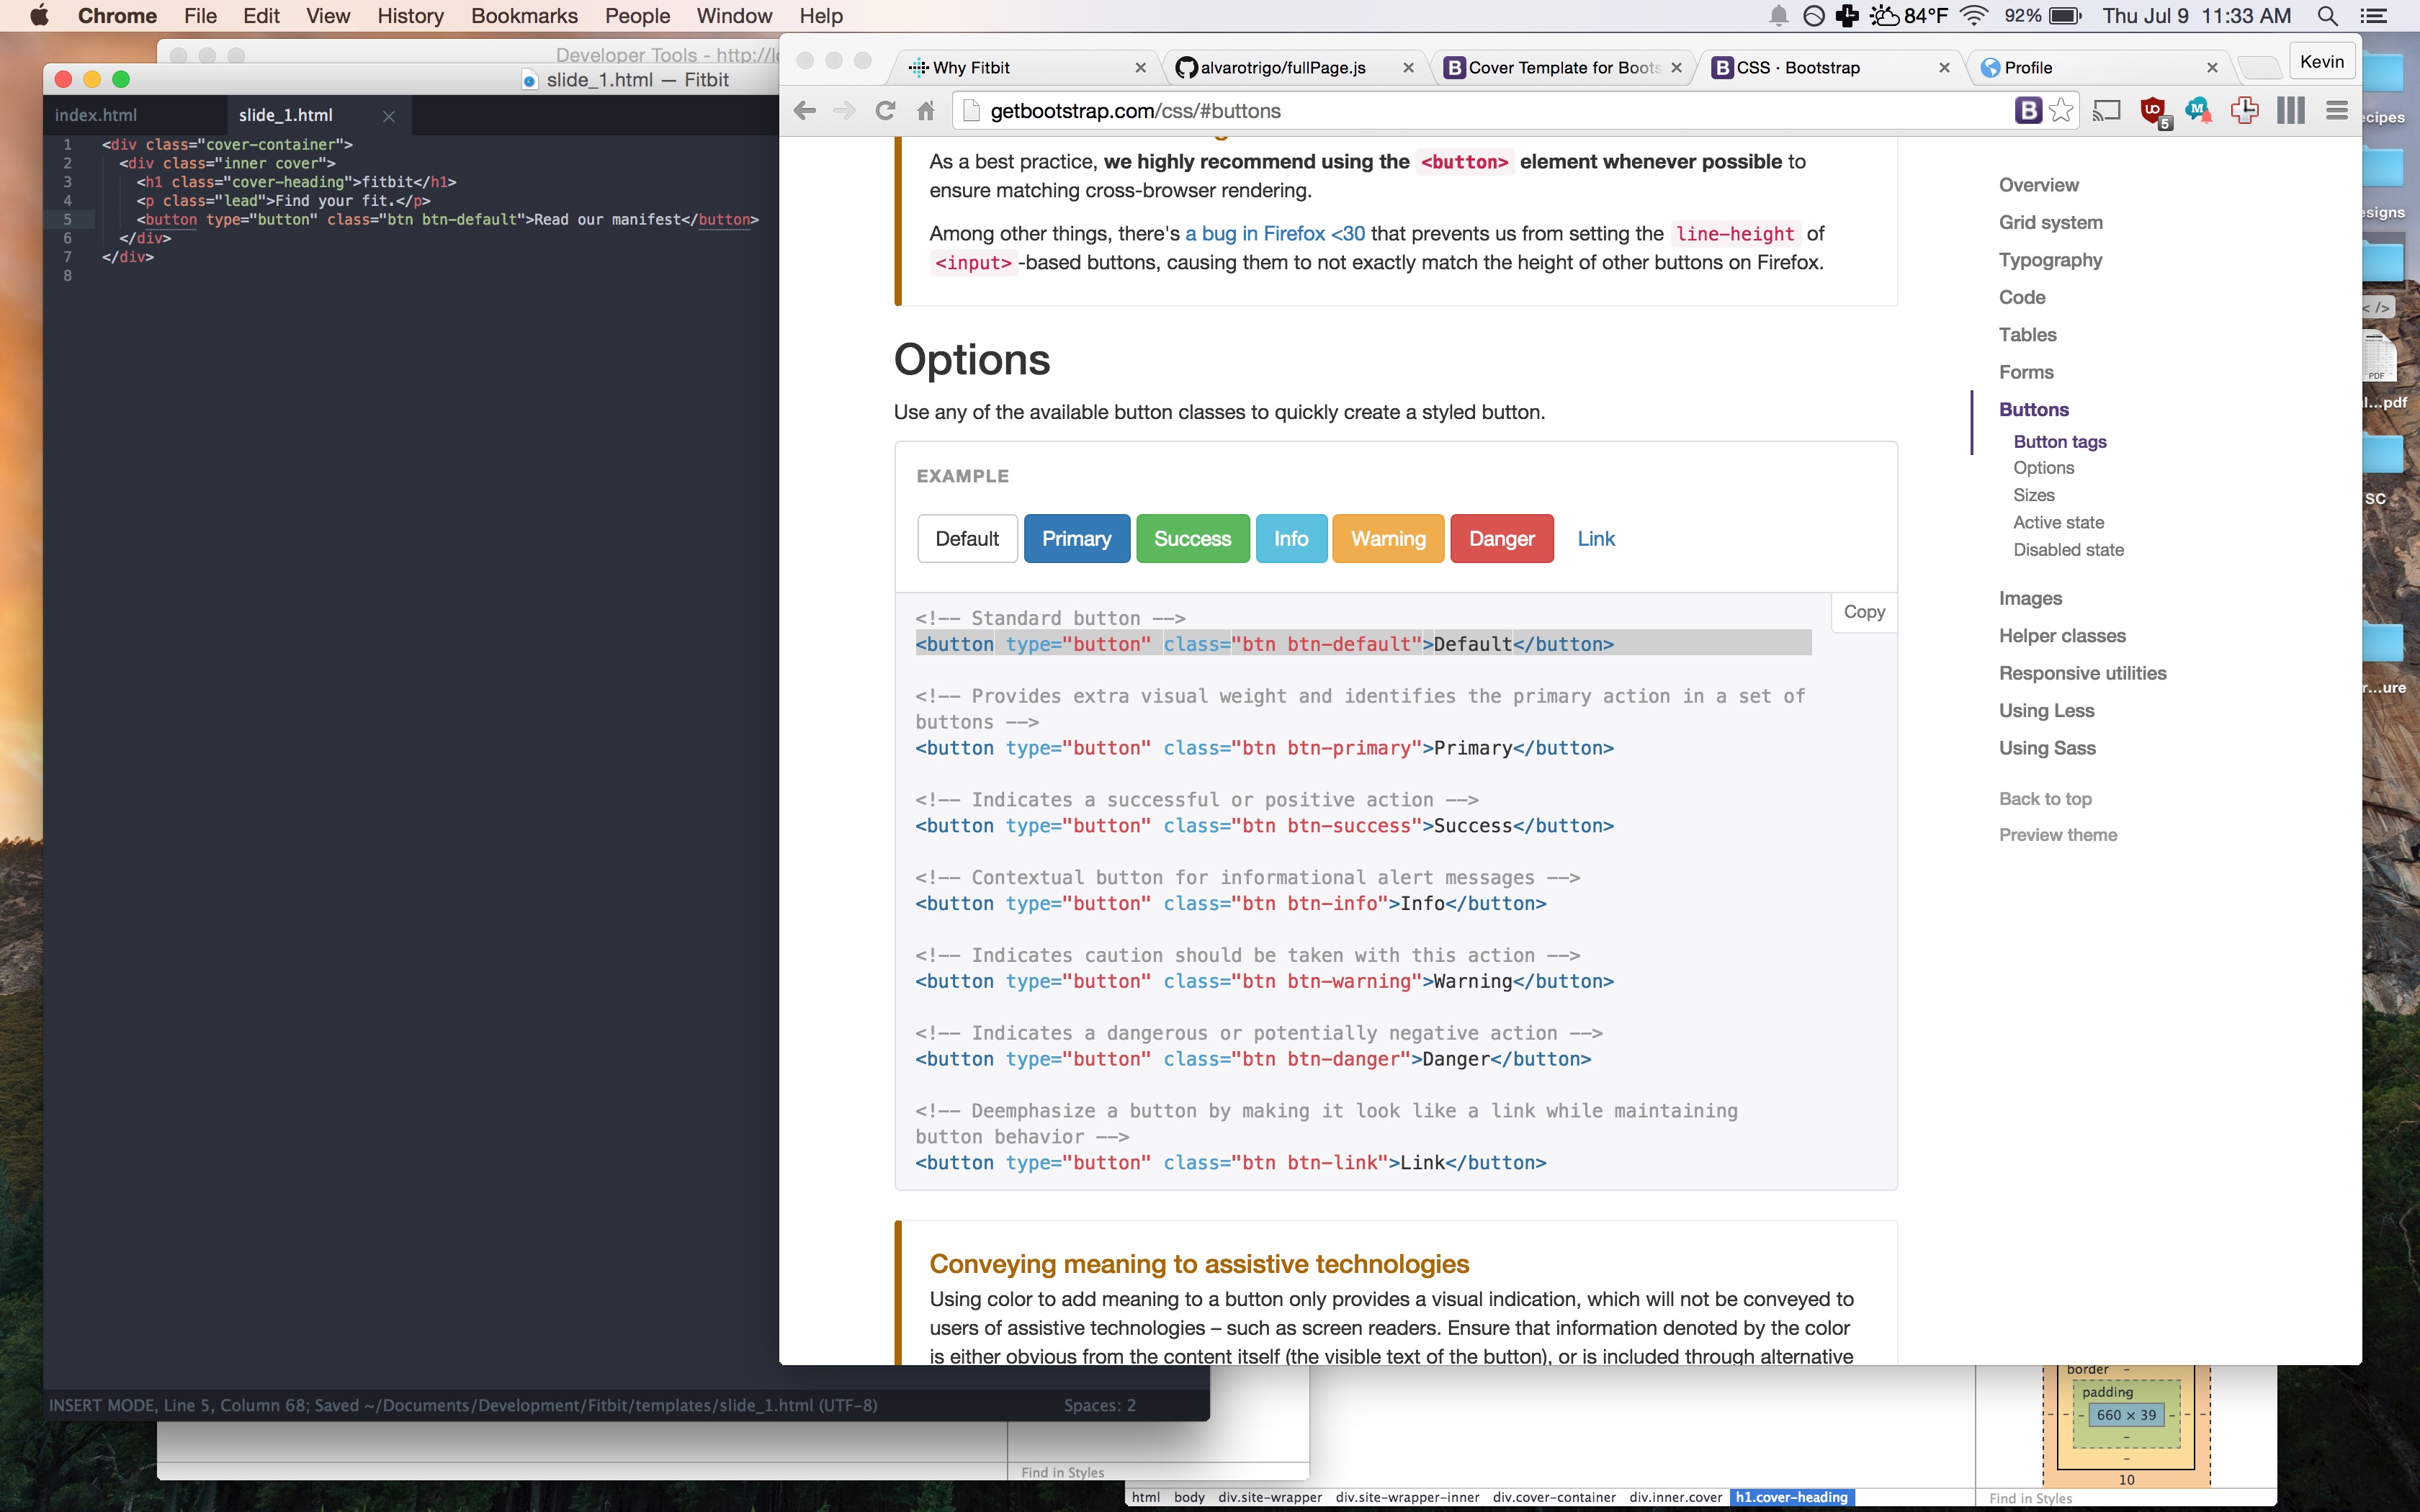 Chrome File Edit View History Bookmarks People Window Help
84°F 92% Thu Jul 9 11:33 AM
Developer Tools - http://l
slide_1.html — Fitbit
index.html
slide_1.html
1 <div class="cover-container">
2 <div class="inner cover">
3 <h1 class="cover-heading">fitbit</h1>
4 <p class="lead">Find your fit.</p>
5 <button type="button" class="btn btn-default">Read our manifest</button>
6 </div>
7 </div>
8
INSERT MODE, Line 5, Column 68; Saved ~/Documents/Development/Fitbit/templates/slide_1.html (UTF-8)
Spaces: 2
Why Fitbit
alvarotrigo/fullPage.js
Cover Template for Boots
CSS · Bootstrap
Profile
Kevin
getbootstrap.com/css/#buttons
5
As a best practice, we highly recommend using the <button> element whenever possible to
ensure matching cross-browser rendering.
Among other things, there's a bug in Firefox <30 that prevents us from setting the line-height of
<input>-based buttons, causing them to not exactly match the height of other buttons on Firefox.
Options
Use any of the available button classes to quickly create a styled button.
EXAMPLE
Default Primary Success Info Warning Danger Link
Copy
<!-- Standard button -->
<button type="button" class="btn btn-default">Default</button>
<!-- Provides extra visual weight and identifies the primary action in a set of
buttons -->
<button type="button" class="btn btn-primary">Primary</button>
<!-- Indicates a successful or positive action -->
<button type="button" class="btn btn-success">Success</button>
<!-- Contextual button for informational alert messages -->
<button type="button" class="btn btn-info">Info</button>
<!-- Indicates caution should be taken with this action -->
<button type="button" class="btn btn-warning">Warning</button>
<!-- Indicates a dangerous or potentially negative action -->
<button type="button" class="btn btn-danger">Danger</button>
<!-- Deemphasize a button by making it look like a link while maintaining
button behavior -->
<button type="button" class="btn btn-link">Link</button>
Conveying meaning to assistive technologies
Using color to add meaning to a button only provides a visual indication, which will not be conveyed to
users of assistive technologies – such as screen readers. Ensure that information denoted by the color
is either obvious from the content itself (the visible text of the button), or is included through alternative
Overview
Grid system
Typography
Code
Tables
Forms
Buttons
Button tags
Options
Sizes
Active state
Disabled state
Images
Helper classes
Responsive utilities
Using Less
Using Sass
Back to top
Preview theme
ecipes
esigns
</>
PDF
l...pdf
SC
r...ure
border -
padding
- 660 × 39 -
-
10
Find in Styles
html body div.site-wrapper div.site-wrapper-inner div.cover-container div.inner.cover h1.cover-heading
Find in Styles